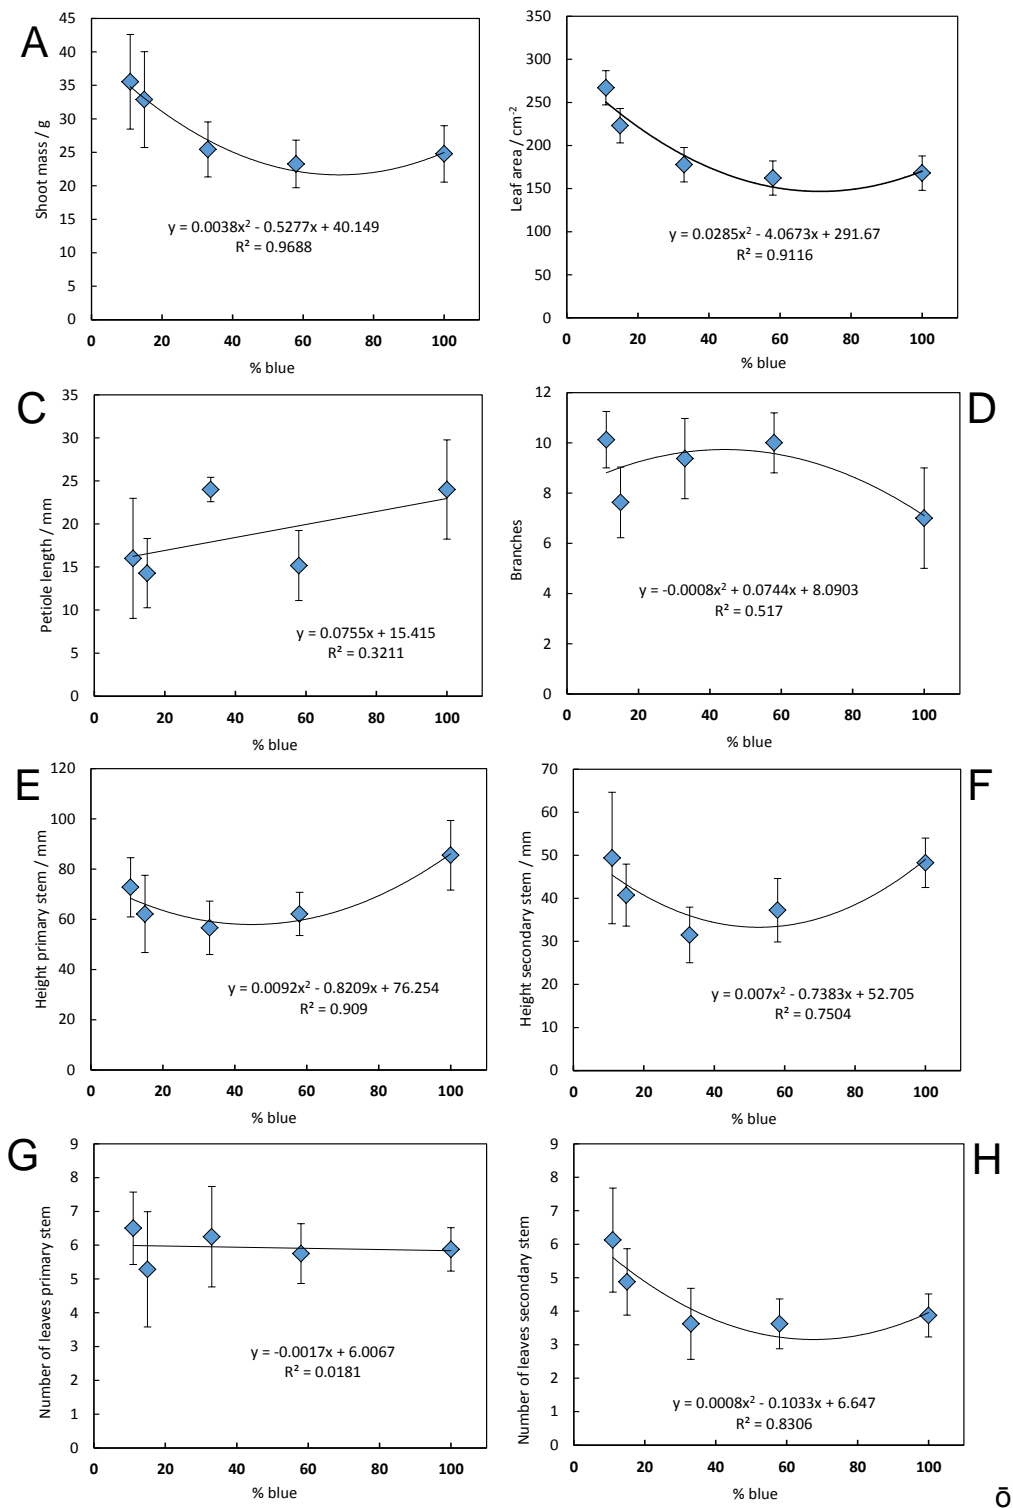 A
45
40
35
30
25
20
15
10
5
0
Shoot mass / g
y = 0.0038x² - 0.5277x + 40.149
R² = 0.9688
0 20 40 60 80 100
% blue
350
300
250
200
150
100
50
0
Leaf area / cm⁻²
y = 0.0285x² - 4.0673x + 291.67
R² = 0.9116
0 20 40 60 80 100
% blue
C
35
30
25
20
15
10
5
0
Petiole length / mm
y = 0.0755x + 15.415
R² = 0.3211
0 20 40 60 80 100
% blue
D
12
10
8
6
4
2
0
Branches
y = -0.0008x² + 0.0744x + 8.0903
R² = 0.517
0 20 40 60 80 100
% blue
E
120
100
80
60
40
20
0
Height primary stem / mm
y = 0.0092x² - 0.8209x + 76.254
R² = 0.909
0 20 40 60 80 100
% blue
F
70
60
50
40
30
20
10
0
Height secondary stem / mm
y = 0.007x² - 0.7383x + 52.705
R² = 0.7504
0 20 40 60 80 100
% blue
G
9
8
7
6
5
4
3
2
1
0
Number of leaves primary stem
y = -0.0017x + 6.0067
R² = 0.0181
0 20 40 60 80 100
% blue
H
9
8
7
6
5
4
3
2
1
0
Number of leaves secondary stem
y = 0.0008x² - 0.1033x + 6.647
R² = 0.8306
0 20 40 60 80 100
% blue
ō